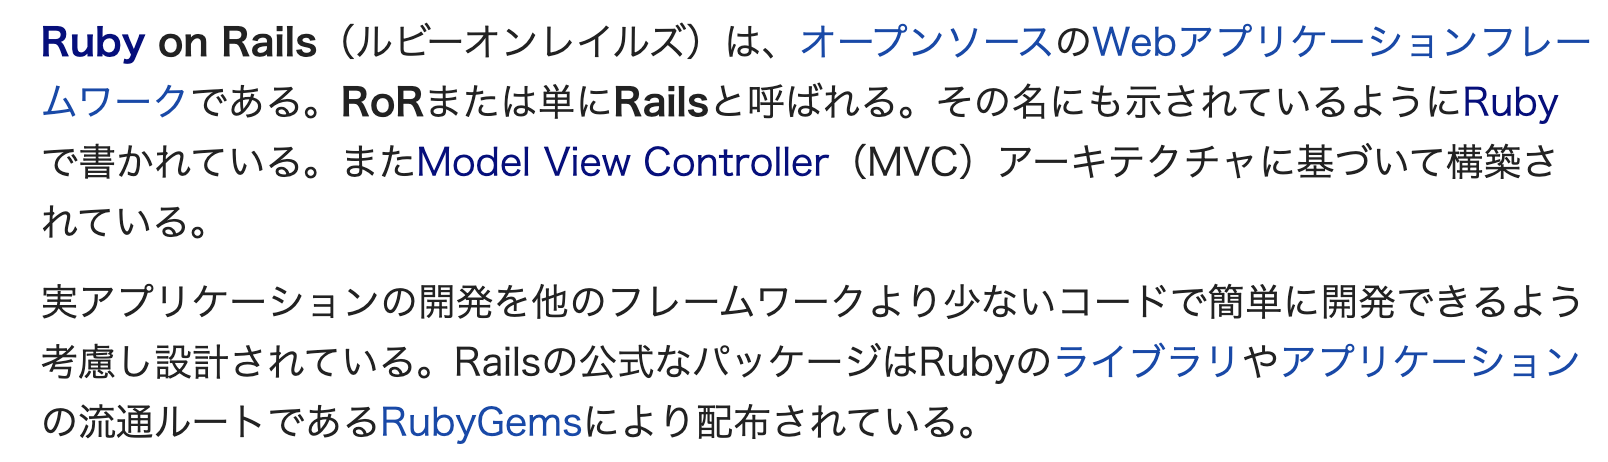 Ruby on Rails（ルビーオンレイルズ）は、オープンソースのWebアプリケーションフレー
ムワークである。RoRまたは単にRailsと呼ばれる。その名にも示されているようにRuby
で書かれている。またModel View Controller（MVC）アーキテクチャに基づいて構築さ
れている。
実アプリケーションの開発を他のフレームワークより少ないコードで簡単に開発できるよう
考慮し設計されている。Railsの公式なパッケージはRubyのライブラリやアプリケーション
の流通ルートであるRubyGemsにより配布されている。